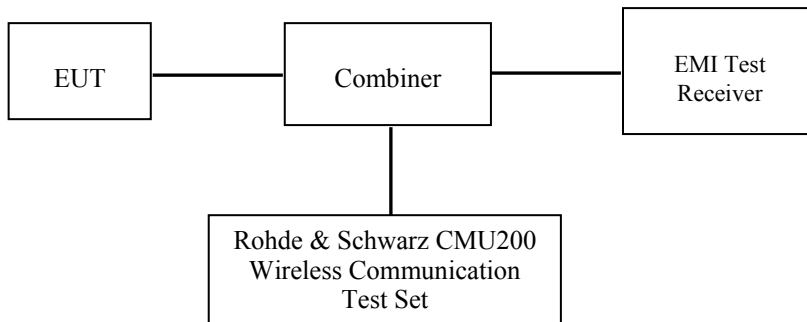 EUT
Combiner
EMI Test
Receiver
Rohde & Schwarz CMU200
Wireless Communication
Test Set